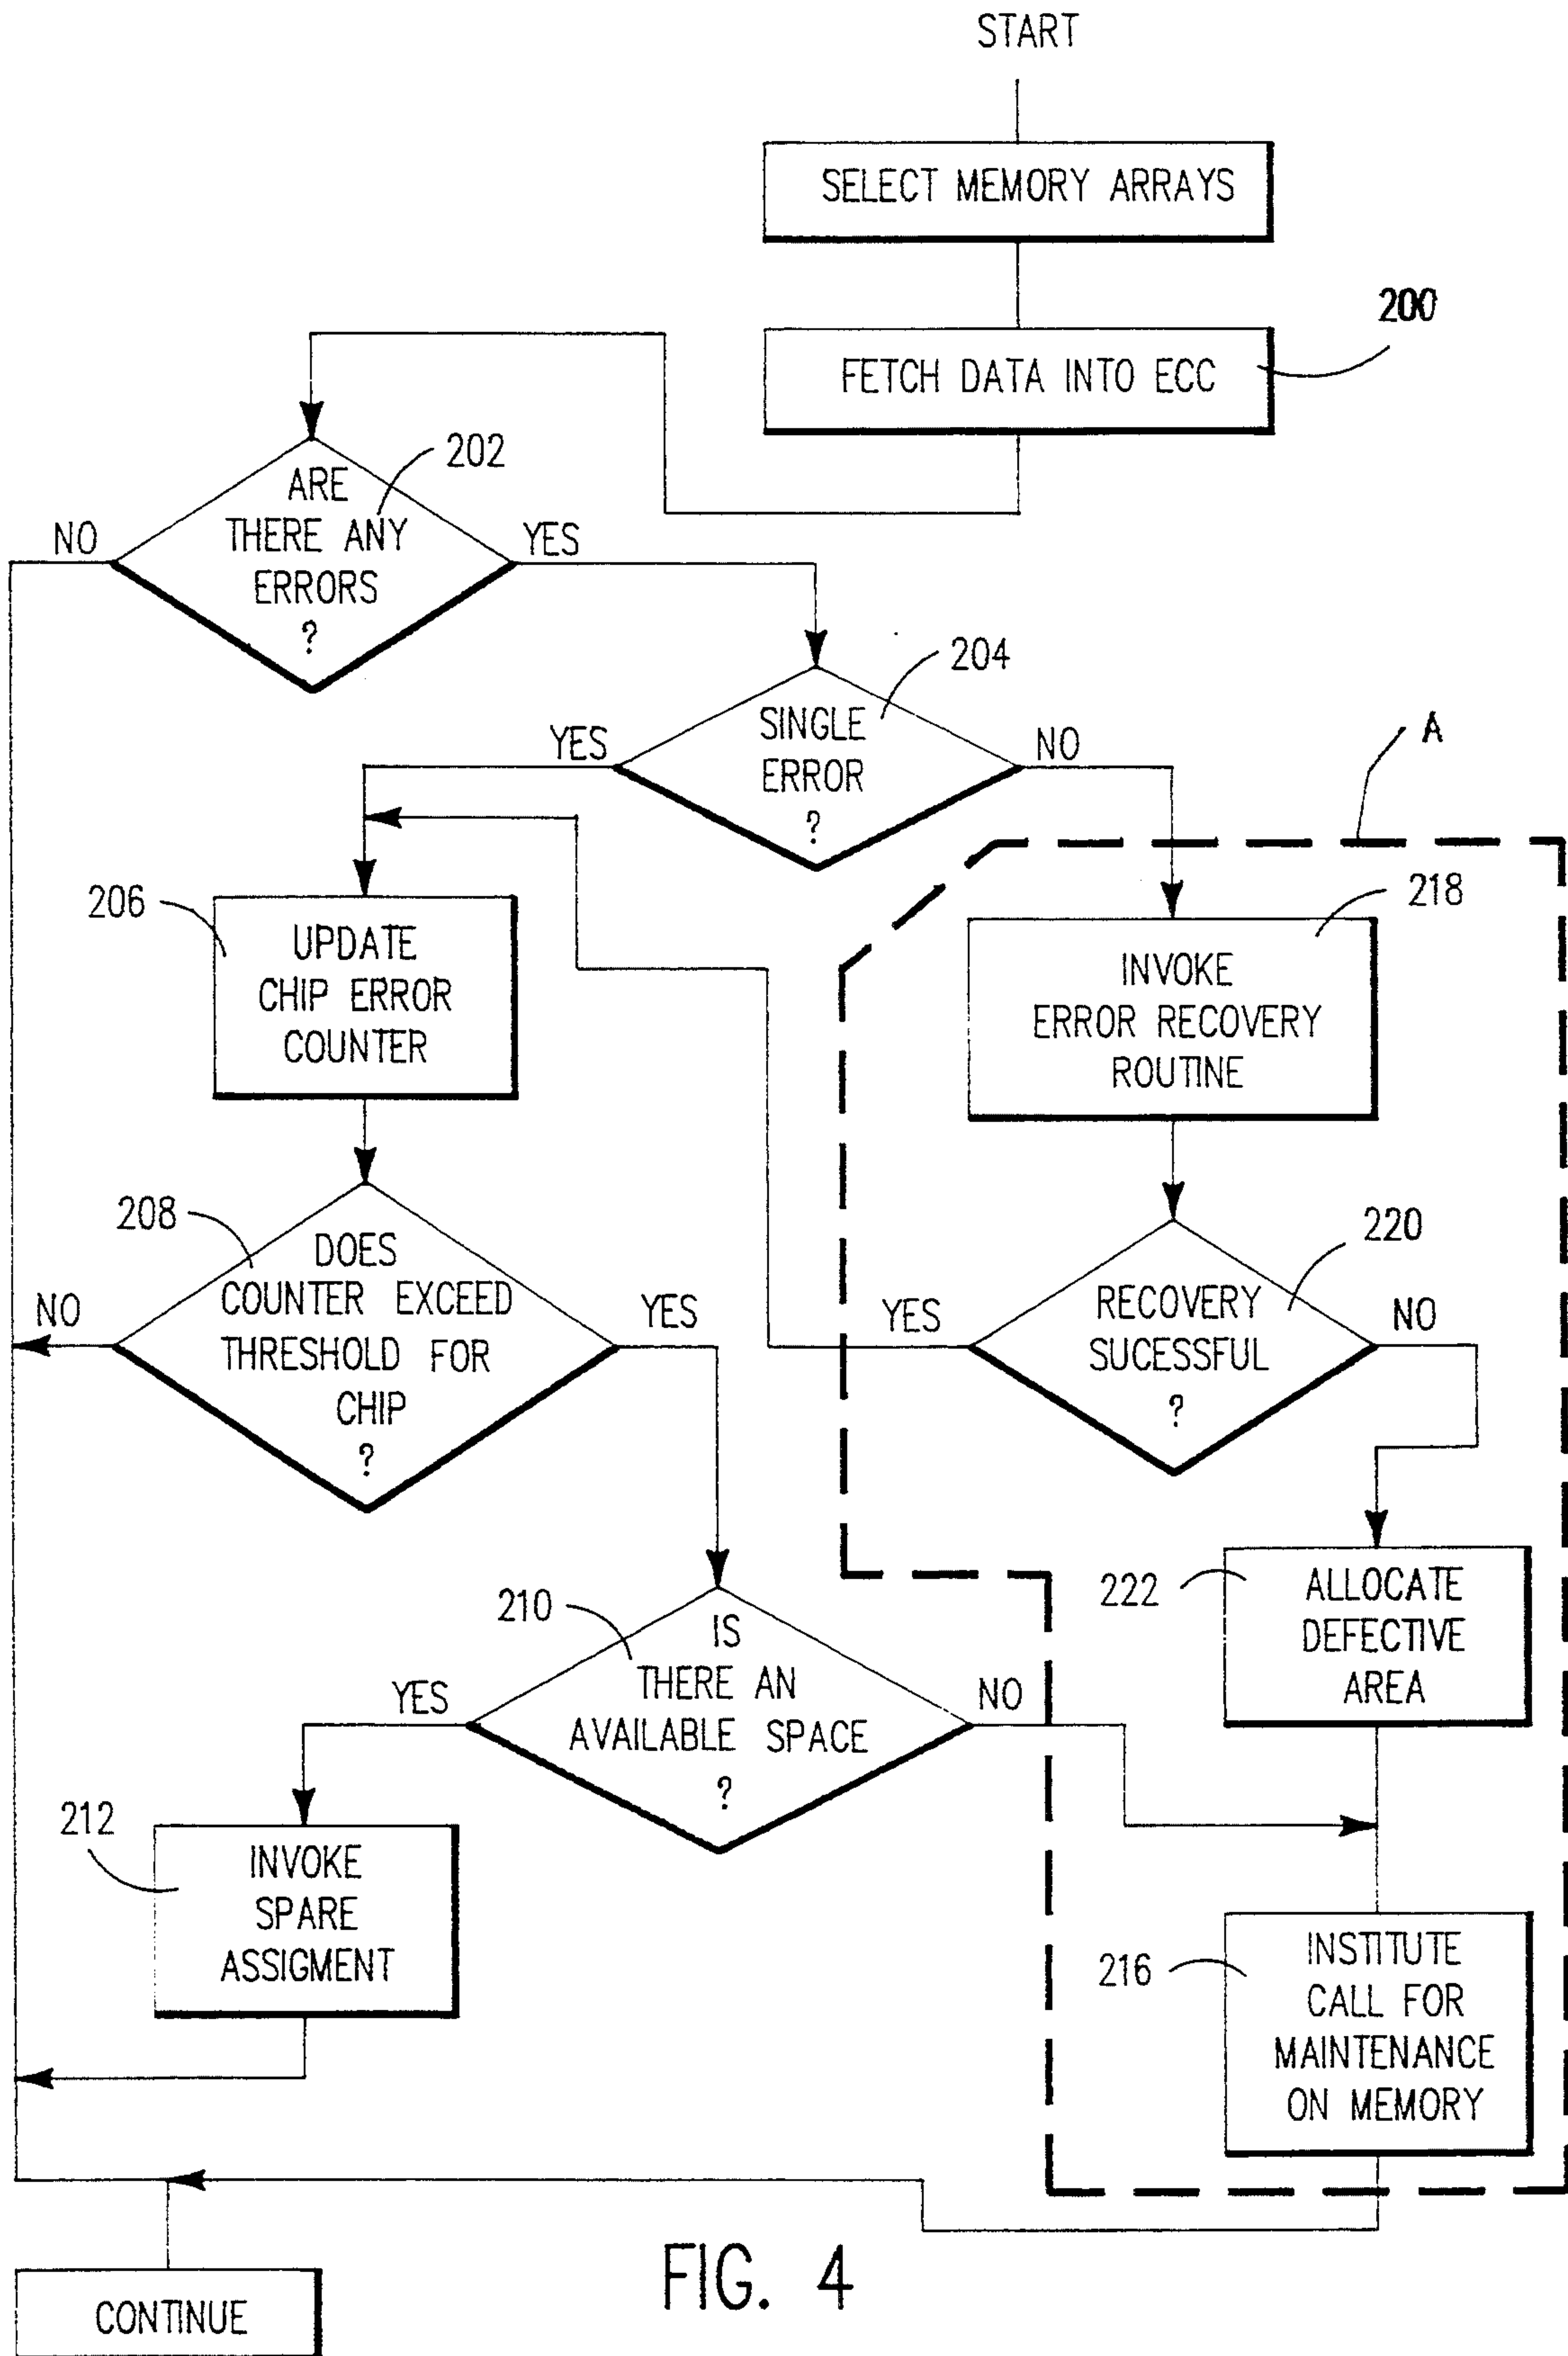 START
SELECT MEMORY ARRAYS
200
FETCH DATA INTO ECC
202
ARE
THERE ANY
ERRORS
?
NO
YES
204
SINGLE
ERROR
?
YES
NO
A
206
UPDATE
CHIP ERROR
COUNTER
218
INVOKE
ERROR RECOVERY
ROUTINE
208
DOES
COUNTER EXCEED
THRESHOLD FOR
CHIP
?
NO
YES
220
RECOVERY
SUCESSFUL
?
YES
NO
210
IS
THERE AN
AVAILABLE SPACE
?
YES
NO
222
ALLOCATE
DEFECTIVE
AREA
212
INVOKE
SPARE
ASSIGMENT
216
INSTITUTE
CALL FOR
MAINTENANCE
ON MEMORY
CONTINUE
FIG. 4